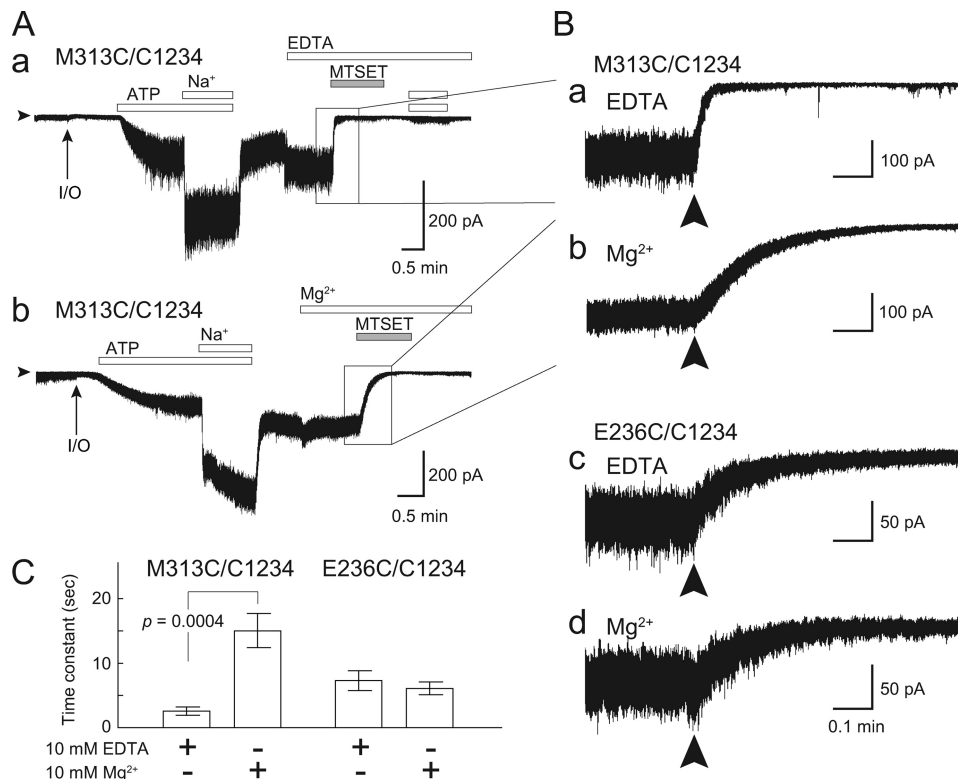 A
a
M313C/C1234
EDTA
Na⁺
MTSET
ATP
I/O
200 pA
0.5 min
b
M313C/C1234
Mg²⁺
Na⁺
MTSET
ATP
I/O
200 pA
0.5 min
B
M313C/C1234
a
EDTA
100 pA
b
Mg²⁺
100 pA
E236C/C1234
c
EDTA
50 pA
d
Mg²⁺
50 pA
0.1 min
C
M313C/C1234 E236C/C1234
Time constant (sec)
20
10
0
p = 0.0004
10 mM EDTA + - + -
10 mM Mg²⁺ - + - +